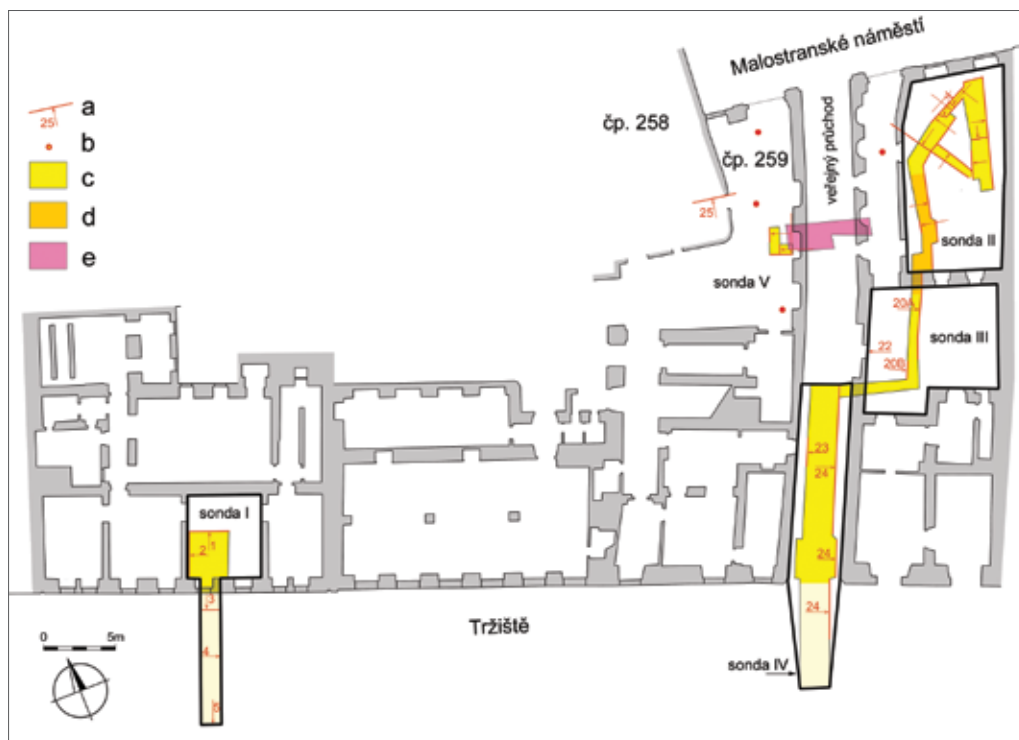 Malostranské náměstí
a
25
b
c
d
e
čp. 258
čp. 259
veřejný průchod
25
sonda II
sonda V
20A
sonda III
22
20B
23
24
sonda I
1
2
24
3
24
Tržiště
4
0 5m
sonda IV
5